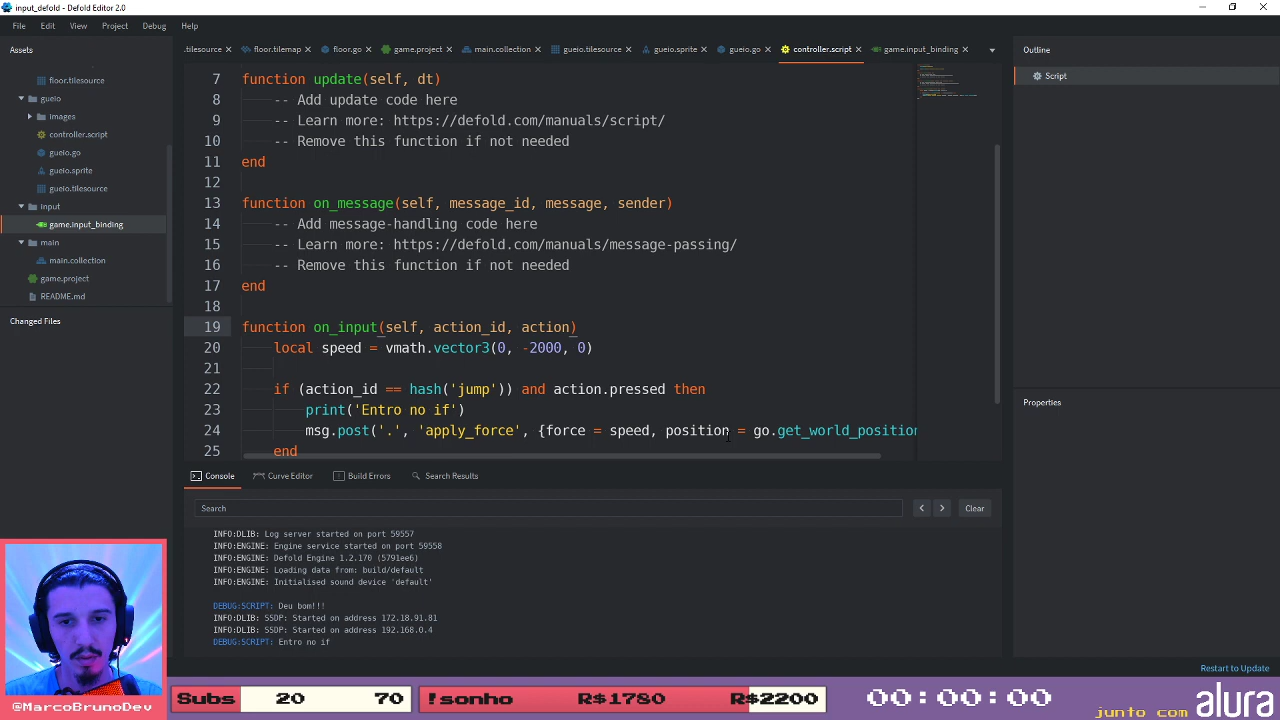 input_defold - Defold Editor 2.0
File Edit View Project Debug Help
Assets
.tilesource floor.tilemap floor.go game.project main.collection gueio.tilesource gueio.sprite gueio.go controller.script game.input_binding
Outline
Script
floor.tilesource
gueio
images
controller.script
gueio.go
gueio.sprite
gueio.tilesource
input
game.input_binding
main
main.collection
game.project
README.md
Changed Files
7 function update(self, dt)
8 -- Add update code here
9 -- Learn more: https://defold.com/manuals/script/
10 -- Remove this function if not needed
11 end
12
13 function on_message(self, message_id, message, sender)
14 -- Add message-handling code here
15 -- Learn more: https://defold.com/manuals/message-passing/
16 -- Remove this function if not needed
17 end
18
19 function on_input(self, action_id, action)
20 local speed = vmath.vector3(0, -2000, 0)
21
22 if (action_id == hash('jump')) and action.pressed then
23 print('Entro no if')
24 msg.post('.', 'apply_force', {force = speed, position = go.get_world_position
25 end
Properties
Console Curve Editor Build Errors Search Results
Search
Clear
INFO:DLIB: Log server started on port 59557
INFO:ENGINE: Engine service started on port 59558
INFO:ENGINE: Defold Engine 1.2.170 (5791ee6)
INFO:ENGINE: Loading data from: build/default
INFO:ENGINE: Initialised sound device 'default'
DEBUG:SCRIPT: Deu bom!!!
INFO:DLIB: SSDP: Started on address 172.18.91.81
INFO:DLIB: SSDP: Started on address 192.168.0.4
DEBUG:SCRIPT: Entro no if
Restart to Update
@MarcoBrunoDev
Subs 20 70
!sonho R$1780 R$2200
00:00:00
junto com alura